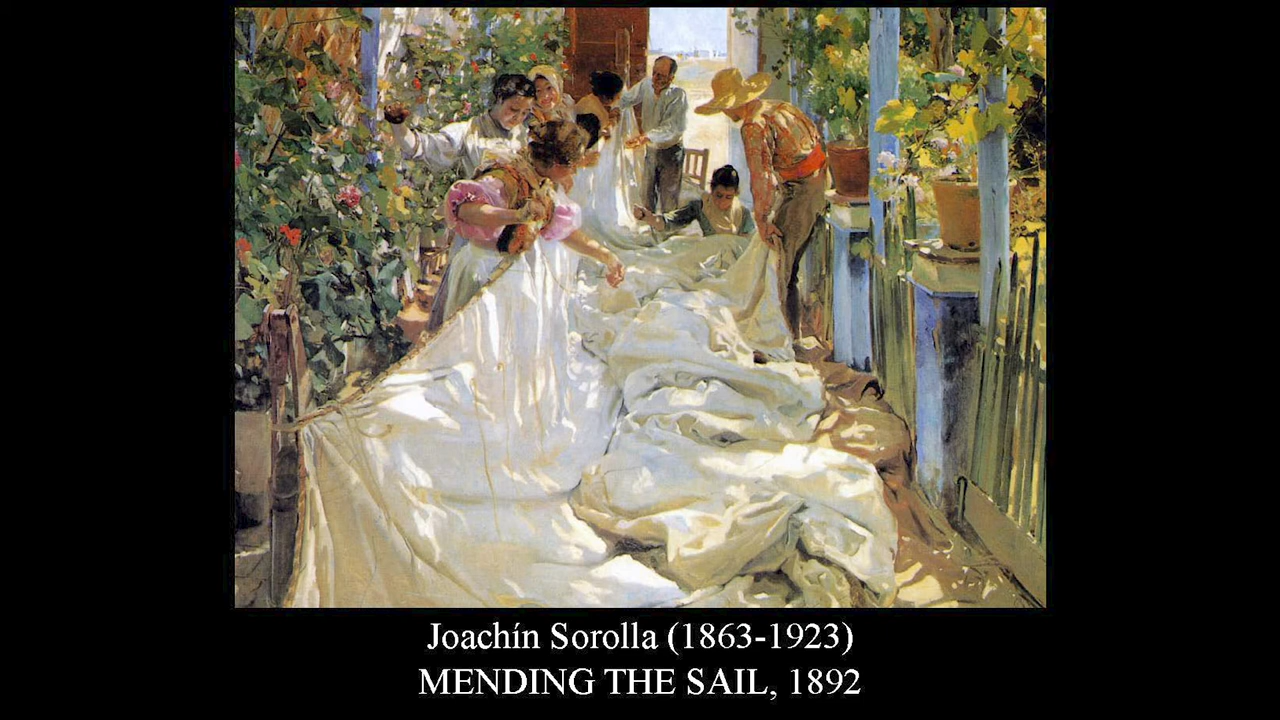 Joachín Sorolla (1863-1923)
MENDING THE SAIL, 1892